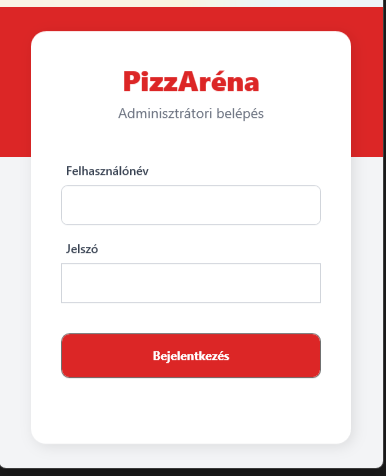 PizzAréna
Adminisztrátori belépés
Felhasználónév
Jelszó
Bejelentkezés